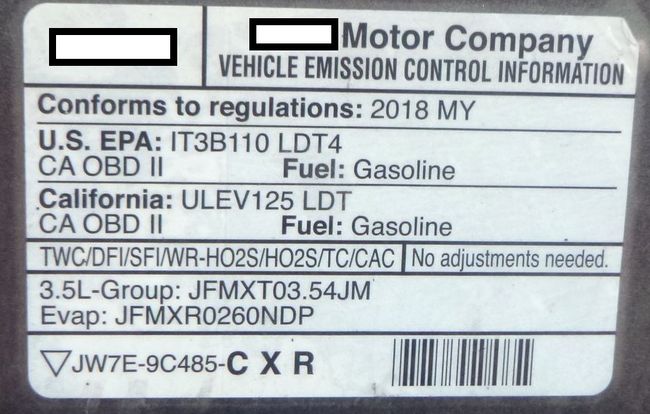 Motor Company
VEHICLE EMISSION CONTROL INFORMATION
Conforms to regulations: 2018 MY
U.S. EPA: IT3B110 LDT4
CA OBD II Fuel: Gasoline
California: ULEV125 LDT
CA OBD II Fuel: Gasoline
TWC/DFI/SFI/WR-HO2S/HO2S/TC/CAC No adjustments needed.
3.5L-Group: JFMXT03.54JM
Evap: JFMXR0260NDP
JW7E-9C485-C X R